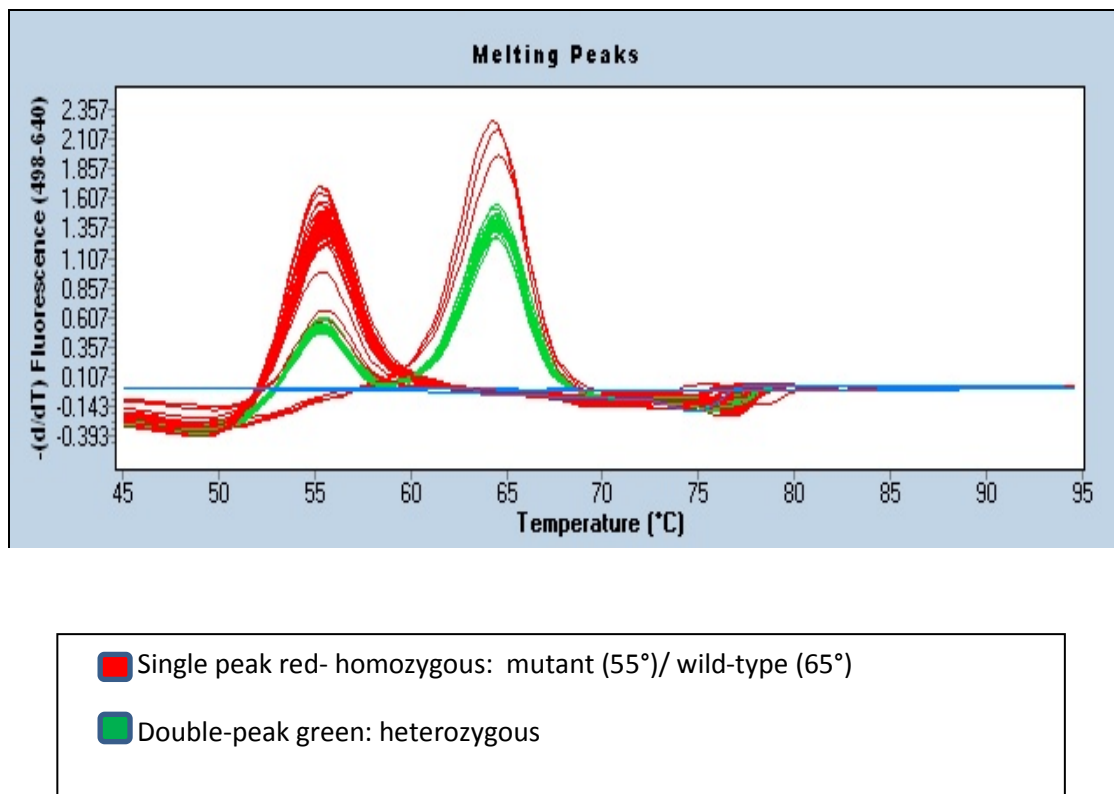 Melting Peaks
-(d/dT) Fluorescence (498-640)
2.357
2.107
1.857
1.607
1.357
1.107
0.857
0.607
0.357
0.107
-0.143
-0.393
45 50 55 60 65 70 75 80 85 90 95
Temperature (°C)
Single peak red- homozygous: mutant (55°)/ wild-type (65°)
Double-peak green: heterozygous